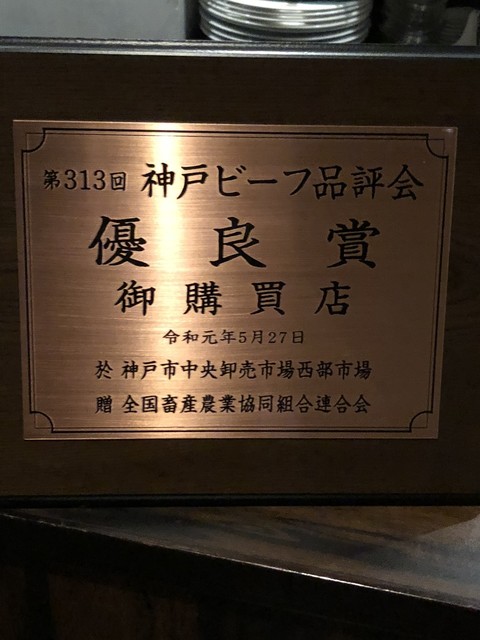 第313回 神戸ビーフ品評会
優良賞
御購買店
令和元年5月27日
於 神戸市中央卸売市場西部市場
贈 全国畜産農業協同組合連合会